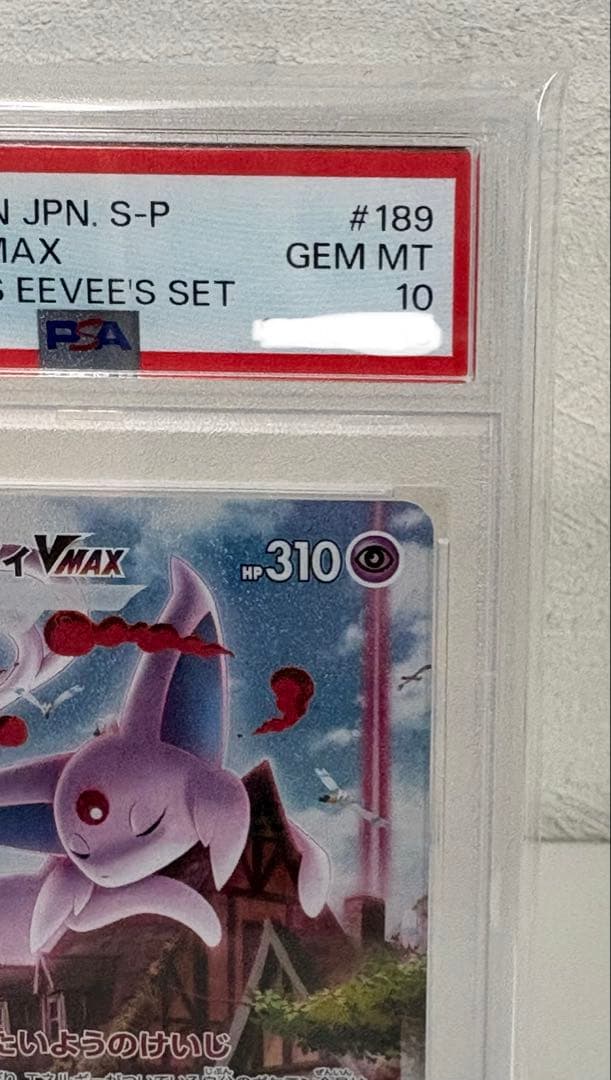 N JPN. S-P #189
MAX GEM MT
S EEVEE'S SET 10
PSA
ィVMAX HP310
たいようのけいじ